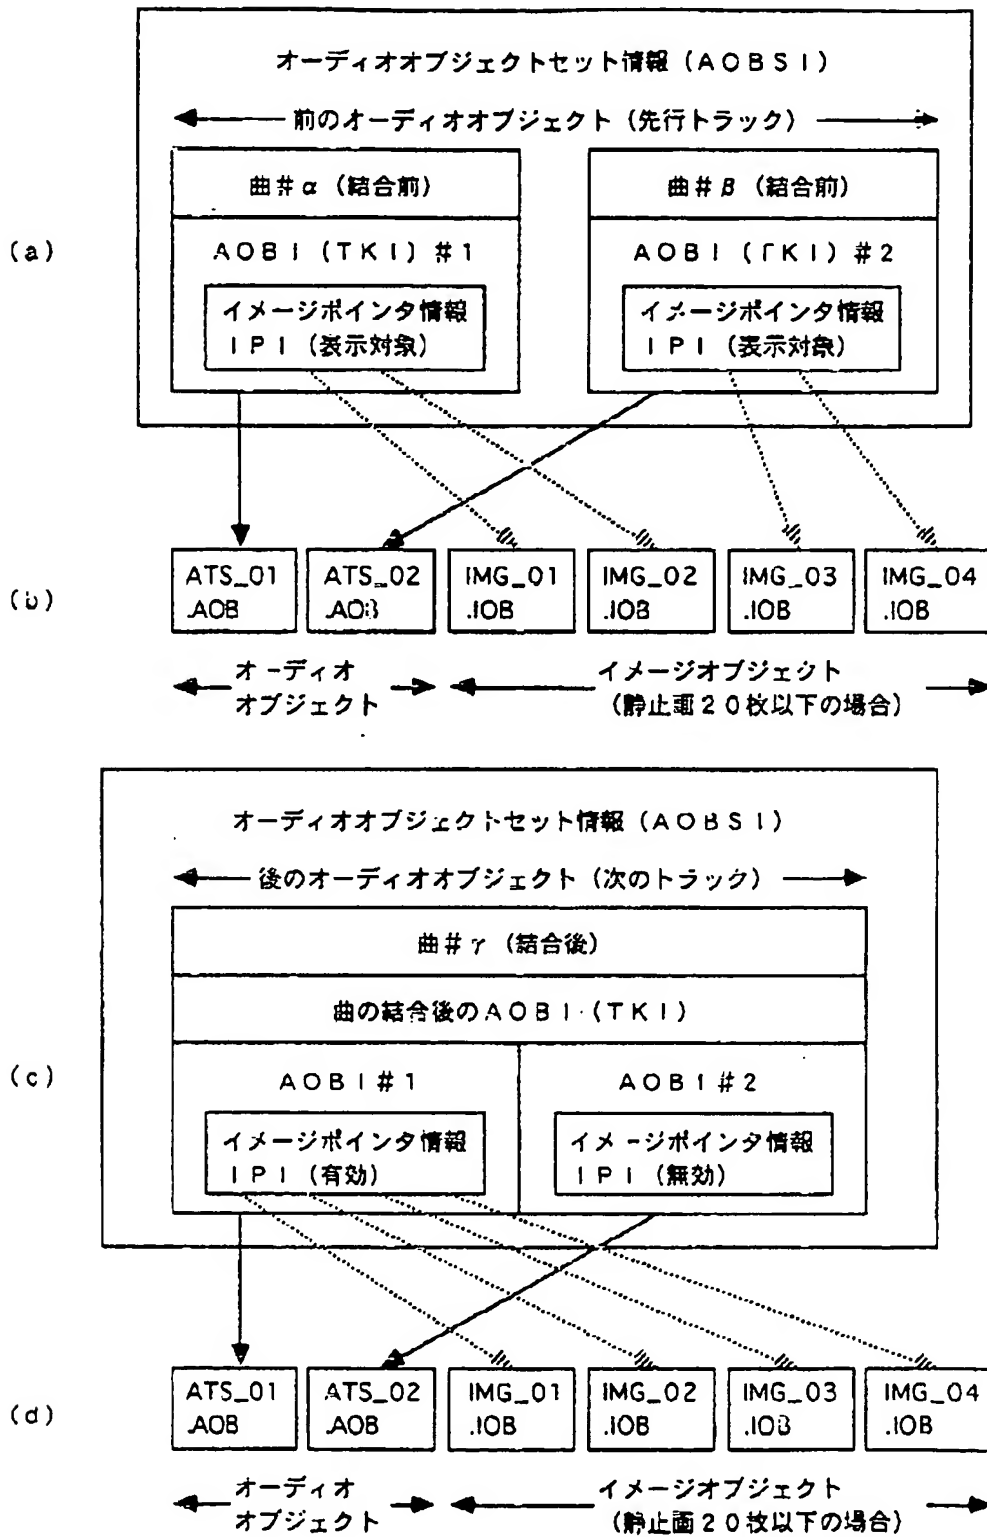 オーディオオブジェクトセット情報(AOBSI)
前のオーディオオブジェクト(先行トラック)
曲#α(結合前)
曲#β(結合前)
(a)
AOBI(TKI)#1
AOBI(TKI)#2
イメージポインタ情報
IPI(表示対象)
イメージポインタ情報
IPI(表示対象)
(b)
ATS_01
.AOB
ATS_02
.AOB
IMG_01
.IOB
IMG_02
.IOB
IMG_03
.IOB
IMG_04
.IOB
オーディオ
オブジェクト
イメージオブジェクト
(静止画20枚以下の場合)
オーディオオブジェクトセット情報(AOBSI)
後のオーディオオブジェクト(次のトラック)
曲#γ(結合後)
曲の結合後のAOBI(TKI)
(c)
AOBI#1
AOBI#2
イメージポインタ情報
IPI(有効)
イメージポインタ情報
IPI(無効)
(d)
ATS_01
.AOB
ATS_02
.AOB
IMG_01
.IOB
IMG_02
.IOB
IMG_03
.IOB
IMG_04
.IOB
オーディオ
オブジェクト
イメージオブジェクト
(静止画20枚以下の場合)